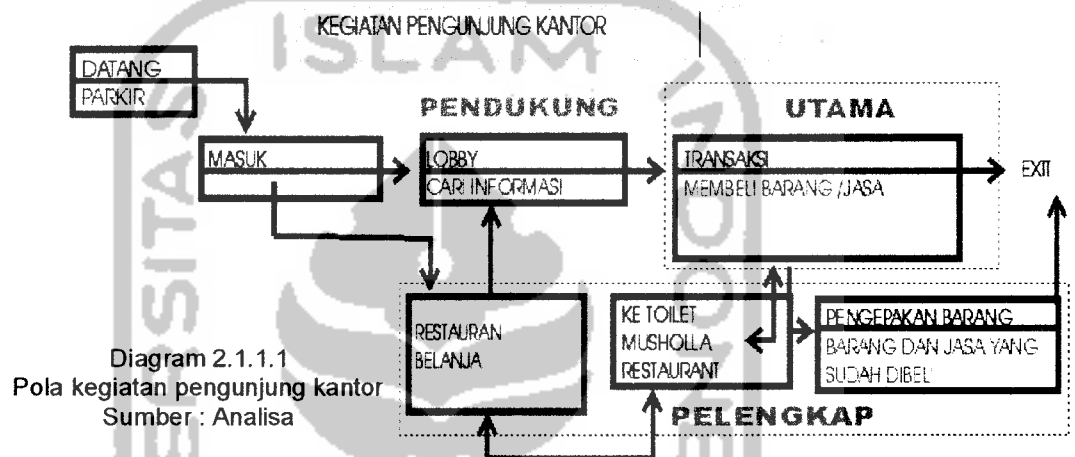 KEGIATAN PENGUNJUNG KANTOR
ISLAM
DATANG
PARKIR
PENDUKUNG
UTAMA
MASUK
LOBBY
CARI INFORMASI
TRANSAKSI
MEMBELI BARANG /JASA
EXIT
RESTAURAN
BELANJA
KE TOILET
MUSHOLLA
RESTAURANT
PENGEPAKAN BARANG
BARANG DAN JASA YANG
SUDAH DIBELI
PELENGKAP
Diagram 2.1.1.1
Pola kegiatan pengunjung kantor
Sumber : Analisa